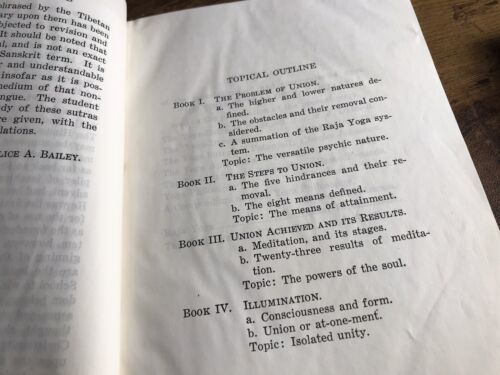 phrased by the Tibetan
ary upon them has been
bjected to revision and
It should be noted that
al, and is not an exact
Sanskrit term. It is
r and understandable
insofar as it is pos-
medium of that non-
ngue. The student
dy of these sutras
re given, with the
lations.
LICE A. BAILEY.
TOPICAL OUTLINE
BOOK I. THE PROBLEM OF UNION.
a. The higher and lower natures de-
fined.
b. The obstacles and their removal con-
sidered.
c. A summation of the Raja Yoga sys-
tem.
Topic: The versatile psychic nature.
BOOK II. THE STEPS TO UNION.
a. The five hindrances and their re-
moval.
b. The eight means defined.
Topic: The means of attainment.
BOOK III. UNION ACHIEVED AND ITS RESULTS.
a. Meditation, and its stages.
b. Twenty-three results of medita-
tion.
Topic: The powers of the soul.
BOOK IV. ILLUMINATION.
a. Consciousness and form.
b. Union or at-one-ment.
Topic: Isolated unity.